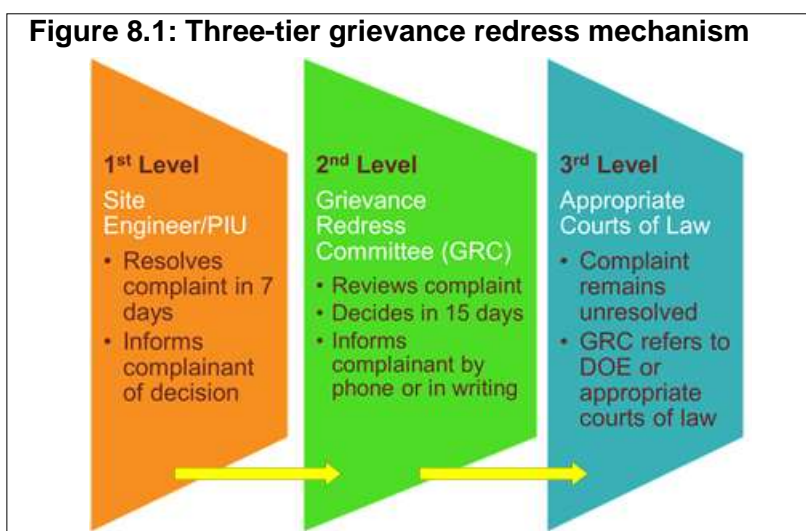 Figure 8.1: Three-tier grievance redress mechanism
1st Level
Site
Engineer/PIU
• Resolves
complaint in 7
days
• Informs
complainant
of decision
2nd Level
Grievance
Redress
Committee (GRC)
• Reviews complaint
• Decides in 15 days
• Informs
complainant by
phone or in writing
3rd Level
Appropriate
Courts of Law
• Complaint
remains
unresolved
• GRC refers to
DOE or
appropriate
courts of law